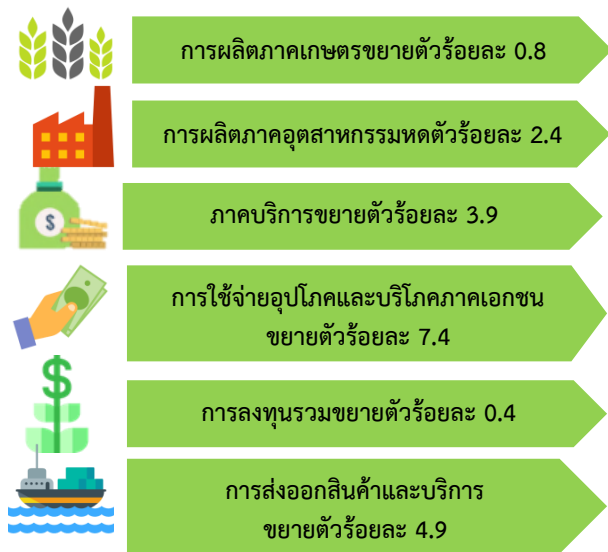 การผลิตภาคเกษตรขยายตัวร้อยละ 0.8
การผลิตภาคอุตสาหกรรมหดตัวร้อยละ 2.4
$
ภาคบริการขยายตัวร้อยละ 3.9
การใช้จ่ายอุปโภคและบริโภคภาคเอกชน
ขยายตัวร้อยละ 7.4
$
การลงทุนรวมขยายตัวร้อยละ 0.4
การส่งออกสินค้าและบริการ
ขยายตัวร้อยละ 4.9